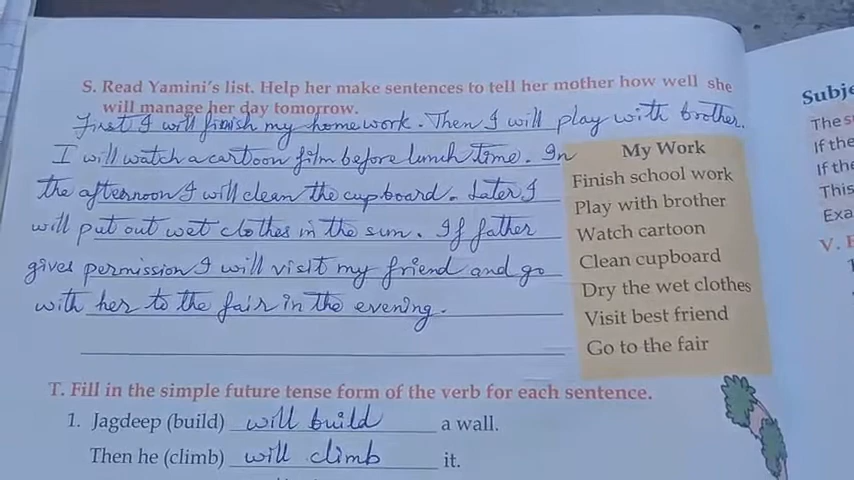 S. Read Yamini's list. Help her make sentences to tell her mother how well she
will manage her day tomorrow.
First I will finish my homework. Then I will play with brother.
I will watch a cartoon film before lunch time. In
the afternoon I will clean the cupboard. Later I
will put out wet clothes in the sun. If father
gives permission I will visit my friend and go
with her to the fair in the evening.
My Work
Finish school work
Play with brother
Watch cartoon
Clean cupboard
Dry the wet clothes
Visit best friend
Go to the fair
T. Fill in the simple future tense form of the verb for each sentence.
1. Jagdeep (build) will build a wall.
Then he (climb) will climb it.
Subje
The s
If the
If the
This
Exa
V.